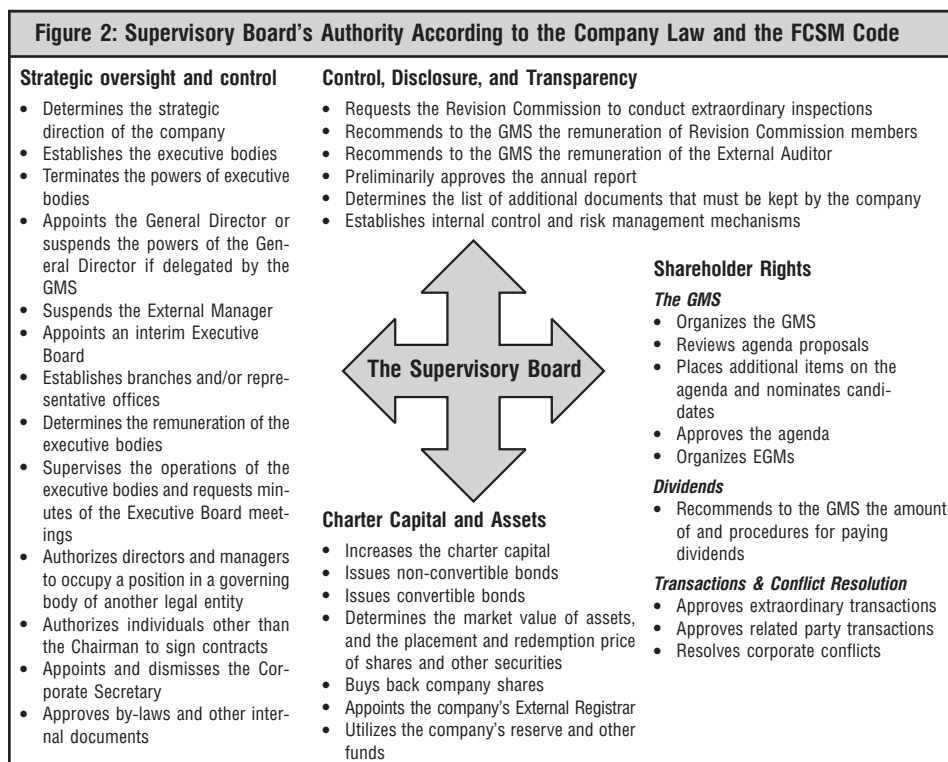 Figure 2: Supervisory Board's Authority According to the Company Law and the FCSM Code
Strategic oversight and control
• Determines the strategic
direction of the company
• Establishes the executive bodies
• Terminates the powers of executive
bodies
• Appoints the General Director or
suspends the powers of the Gen-
eral Director if delegated by the
GMS
• Suspends the External Manager
• Appoints an interim Executive
Board
• Establishes branches and/or repre-
sentative offices
• Determines the remuneration of the
executive bodies
• Supervises the operations of the
executive bodies and requests min-
utes of the Executive Board meet-
ings
• Authorizes directors and managers
to occupy a position in a governing
body of another legal entity
• Authorizes individuals other than
the Chairman to sign contracts
• Appoints and dismisses the Cor-
porate Secretary
• Approves by-laws and other inter-
nal documents
Control, Disclosure, and Transparency
• Requests the Revision Commission to conduct extraordinary inspections
• Recommends to the GMS the remuneration of Revision Commission members
• Recommends to the GMS the remuneration of the External Auditor
• Preliminarily approves the annual report
• Determines the list of additional documents that must be kept by the company
• Establishes internal control and risk management mechanisms
The Supervisory Board
Charter Capital and Assets
• Increases the charter capital
• Issues non-convertible bonds
• Issues convertible bonds
• Determines the market value of assets,
and the placement and redemption price
of shares and other securities
• Buys back company shares
• Appoints the company's External Registrar
• Utilizes the company's reserve and other
funds
Shareholder Rights
The GMS
• Organizes the GMS
• Reviews agenda proposals
• Places additional items on the
agenda and nominates candi-
dates
• Approves the agenda
• Organizes EGMs
Dividends
• Recommends to the GMS the amount
of and procedures for paying
dividends
Transactions & Conflict Resolution
• Approves extraordinary transactions
• Approves related party transactions
• Resolves corporate conflicts